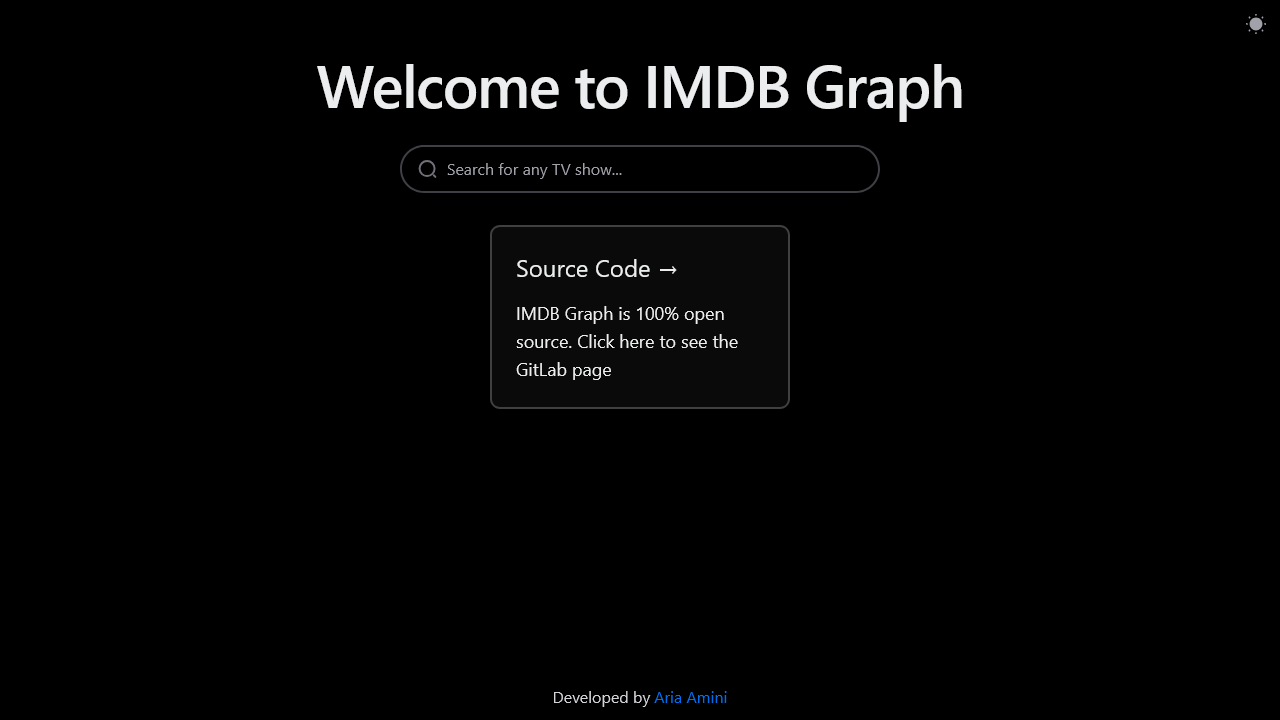 Welcome to IMDB Graph
Search for any TV show...
Source Code →
IMDB Graph is 100% open
source. Click here to see the
GitLab page
Developed by Aria Amini